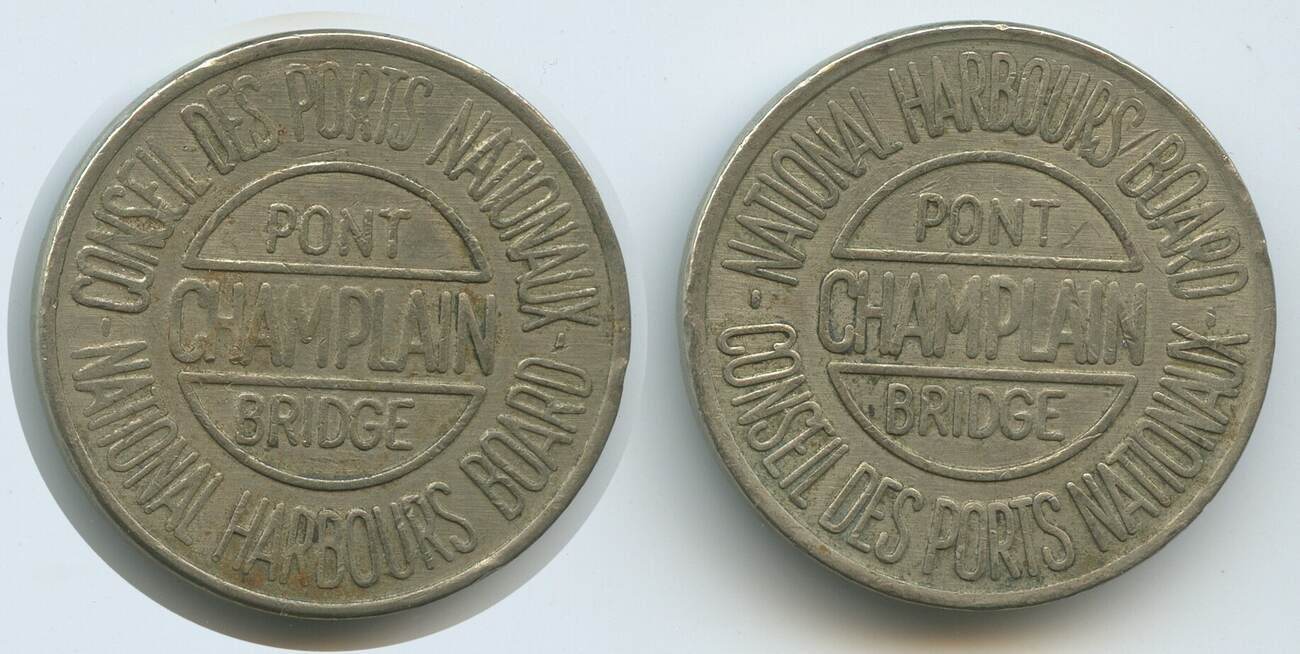 CONSEIL DES PORTS NATIONAUX
PONT
CHAMPLAIN
BRIDGE
- NATIONAL HARBOURS BOARD -
- NATIONAL HARBOURS BOARD -
PONT
CHAMPLAIN
BRIDGE
CONSEIL DES PORTS NATIONAUX